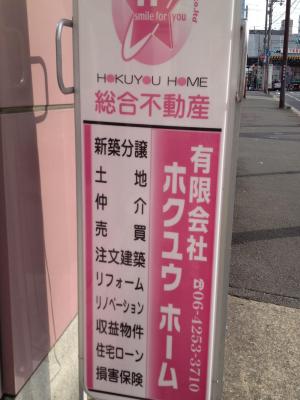 co.ltd
smile for you
HOKUYOU HOME
総合不動産
有限会社
ホクユウ ホーム
06-4253-3710
新築分譲
土地
仲介
売買
注文建築
リフォーム
リノベーション
収益物件
住宅ローン
損害保険